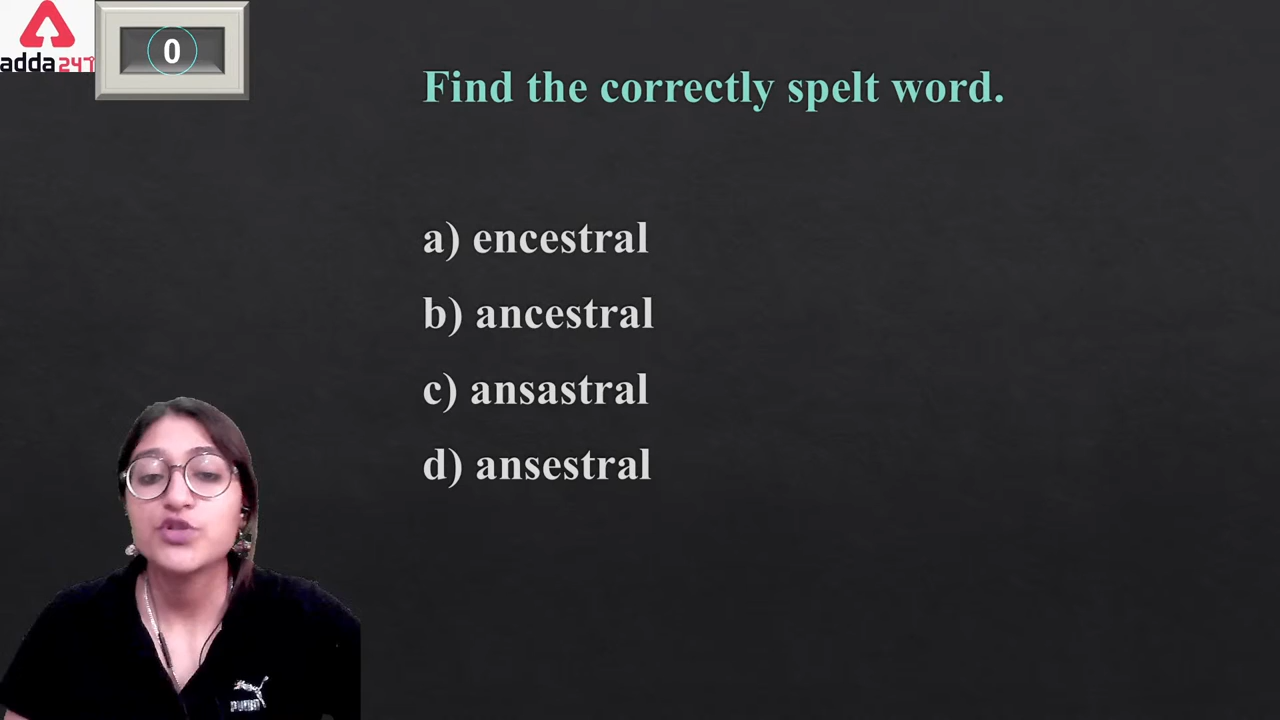 adda247
0
Find the correctly spelt word.
a) encestral
b) ancestral
c) ansastral
d) ansestral
PUMA